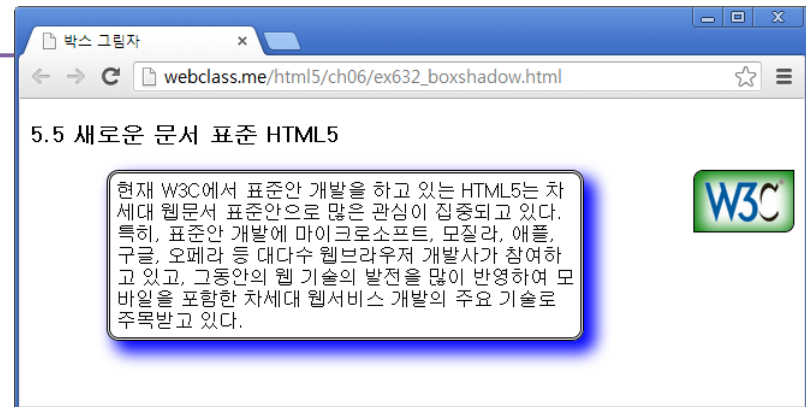 박스 그림자
webclass.me/html5/ch06/ex632_boxshadow.html
5.5 새로운 문서 표준 HTML5
현재 W3C에서 표준안 개발을 하고 있는 HTML5는 차
세대 웹문서 표준안으로 많은 관심이 집중되고 있다.
특히, 표준안 개발에 마이크로소프트, 모질라, 애플,
구글, 오페라 등 대다수 웹브라우저 개발사가 참여하
고 있고, 그동안의 웹 기술의 발전을 많이 반영하여 모
바일을 포함한 차세대 웹서비스 개발의 주요 기술로
주목받고 있다.
W3C